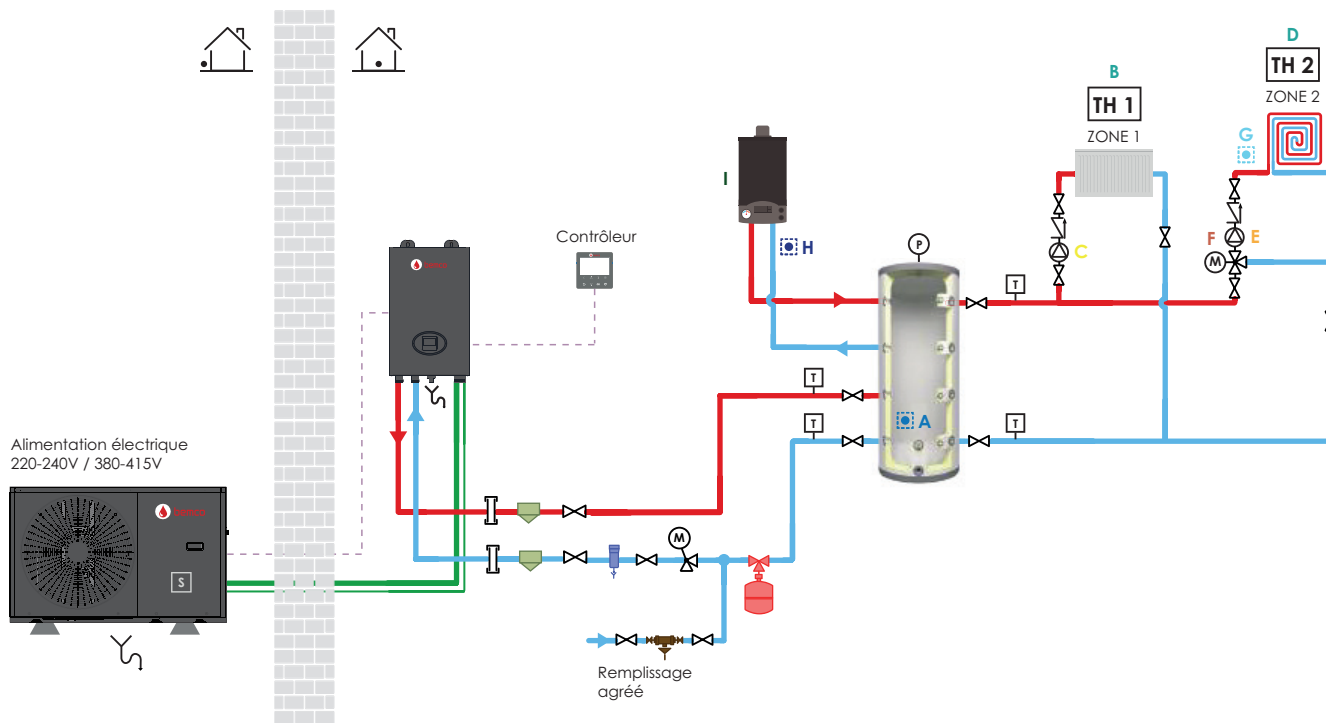 D
TH 2
ZONE 2
B
TH 1
ZONE 1
G
I
Contrôleur
H
P
C
F
E
M
T
T
A
T
T
Alimentation électrique
220-240V / 380-415V
S
M
Remplissage
agréé